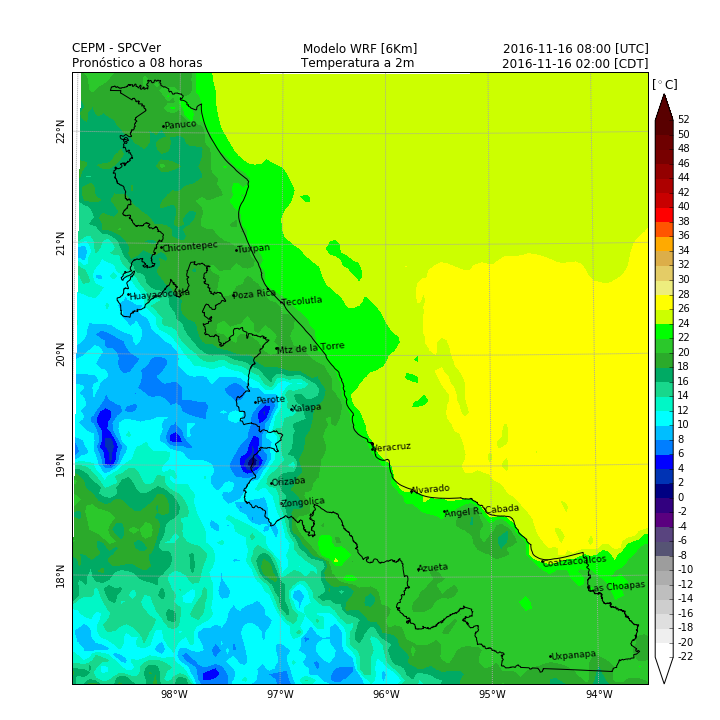 CEPM - SPCVer Modelo WRF [6Km] 2016-11-16 08:00 [UTC]
Pronóstico a 08 horas Temperatura a 2m 2016-11-16 02:00 [CDT]
[°C]
52
50
48
46
44
42
40
38
36
34
32
30
28
26
24
22
20
18
16
14
12
10
8
6
4
2
0
-2
-4
-6
-8
-10
-12
-14
-16
-18
-20
-22
22°N
21°N
20°N
19°N
18°N
Panuco
Chicontepec
Tuxpan
Huayacocotla
Poza Rica
Tecolutla
Mtz de la Torre
Perote
Xalapa
Veracruz
Orizaba
Alvarado
Zongolica
Angel R. Cabada
Azueta
Coatzacoalcos
Las Choapas
Uxpanapa
98°W 97°W 96°W 95°W 94°W